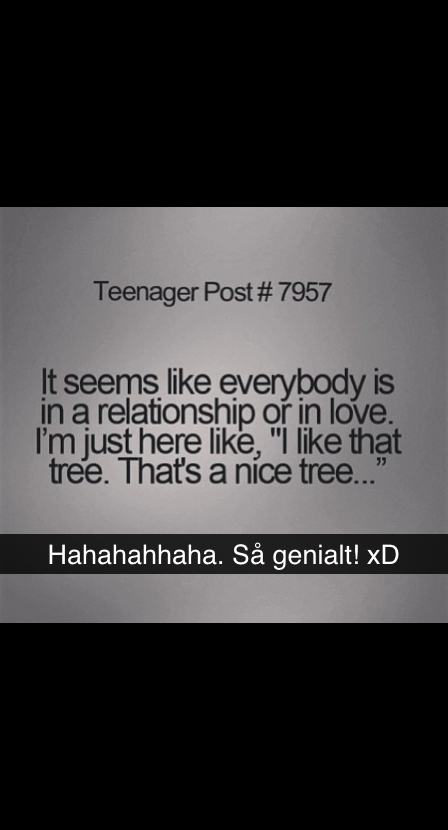 Teenager Post # 7957
It seems like everybody is
in a relationship or in love.
I'm just here like, "I like that
tree. That's a nice tree..."
Hahahahhaha. Så genialt! xD